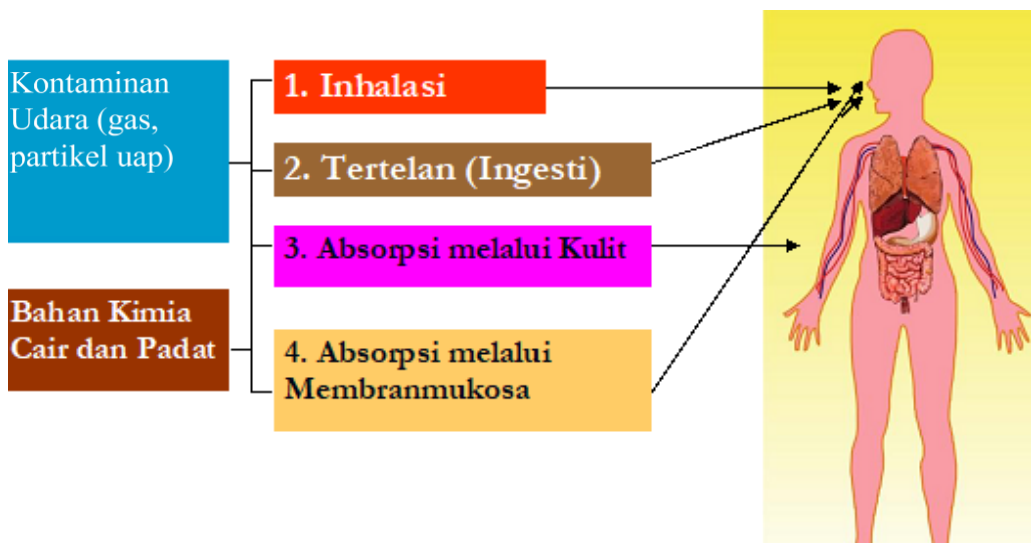 Kontaminan
Udara (gas,
partikel uap)
Bahan Kimia
Cair dan Padat
1. Inhalasi
2. Tertelan (Ingesti)
3. Absorpsi melalui Kulit
4. Absorpsi melalui
Membranmukosa